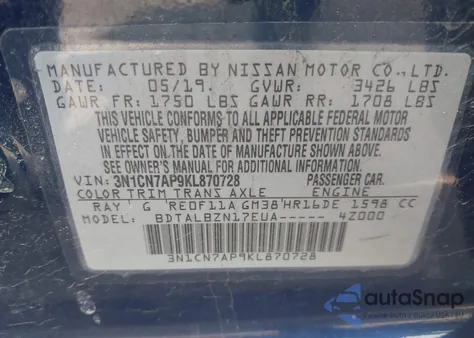 MANUFACTURED BY NISSAN MOTOR CO., LTD.
DATE: 05/19. GVWR: 3426 LBS
GAWR FR: 1750 LBS GAWR RR: 1708 LBS
THIS VEHICLE CONFORMS TO ALL APPLICABLE FEDERAL MOTOR
VEHICLE SAFETY, BUMPER AND THEFT PREVENTION STANDARDS
IN EFFECT ON THE DATE OF MANUFACTURE SHOWN ABOVE.
SEE OWNER'S MANUAL FOR ADDITIONAL INFORMATION.
VIN: 3N1CN7AP9KL870728 PASSENGER CAR.
COLOR TRIM TRANS AXLE ENGINE
RAY G RE0F11A GM38 HR16DE 1598 CC
BDTALBZN17EUA----- 4Z000
3N1CN7AP9KL870728
autoSnap